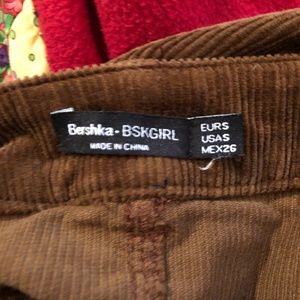 Bershka - BSKGIRL
MADE IN CHINA
EUR S
USA S
MEX 26